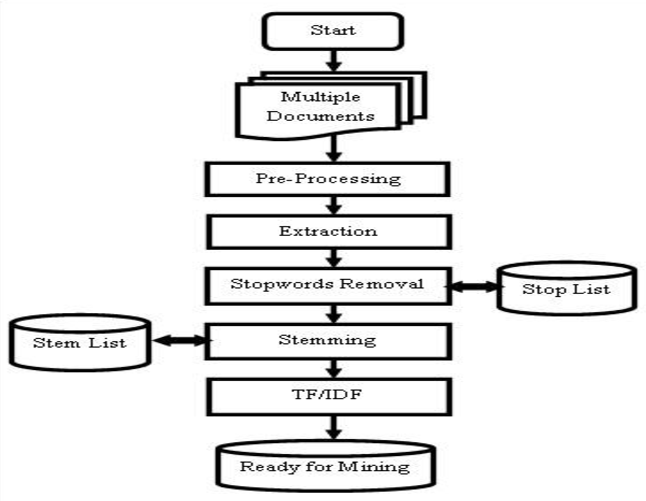 Start
Multiple
Documents
Pre-Processing
Extraction
Stopwords Removal
Stop List
Stem List
Stemming
TF/IDF
Ready for Mining